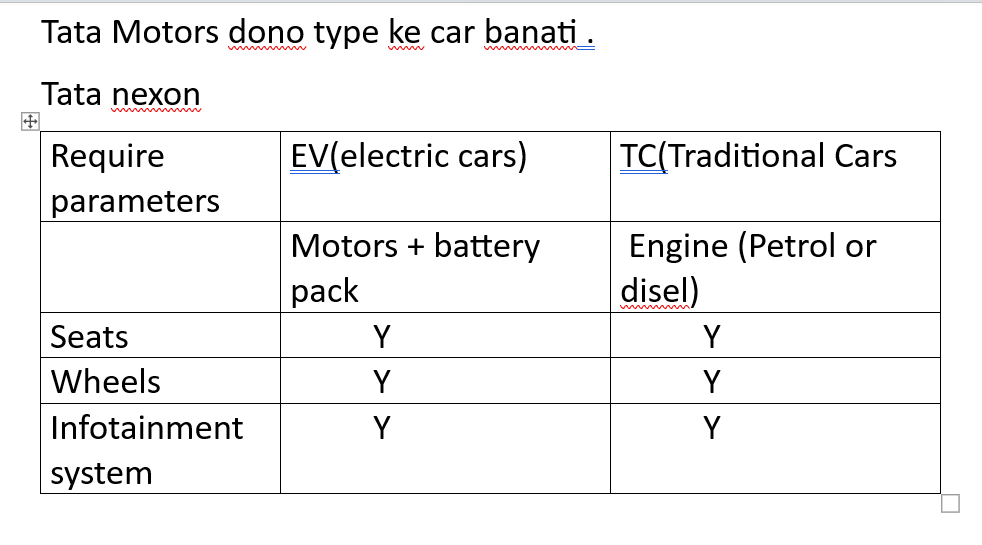 Tata Motors dono type ke car banati .
Tata nexon
Require parameters EV(electric cars) TC(Traditional Cars
Motors + battery pack Engine (Petrol or disel)
Seats Y Y
Wheels Y Y
Infotainment system Y Y